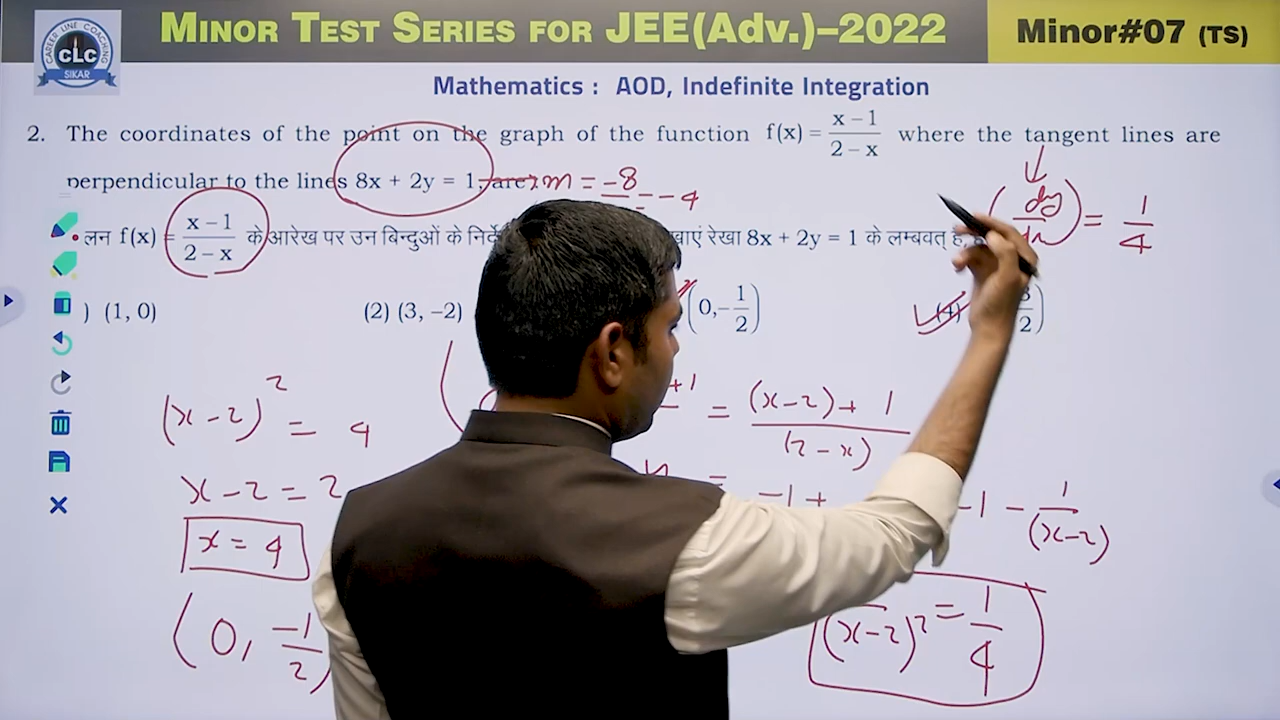 CAREER LINE COACHING
CLC
SIKAR
MINOR TEST SERIES FOR JEE(ADV.)–2022
Minor#07 (TS)
Mathematics : AOD, Indefinite Integration
2. The coordinates of the point on the graph of the function f(x) = (x – 1)/(2 – x) where the tangent lines are
perpendicular to the lines 8x + 2y = 1, are
m = -8 = -4
(dy/dx) = 1/4
लन f(x) = (x – 1)/(2 – x) के आरेख पर उन बिन्दुओं के रेखा 8x + 2y = 1 के लम्बवत् है,
) (1, 0)
(2) (3, –2)
(0, –1/2)
(4) 3/2)
(x-2)² = 4
+1 = ((x-2)+1)/(2-x)
x-2 = 2
= -1 + -1 - 1/(x-2)
x = 4
(0, -1/2)
1/(x-2)² = 1/4